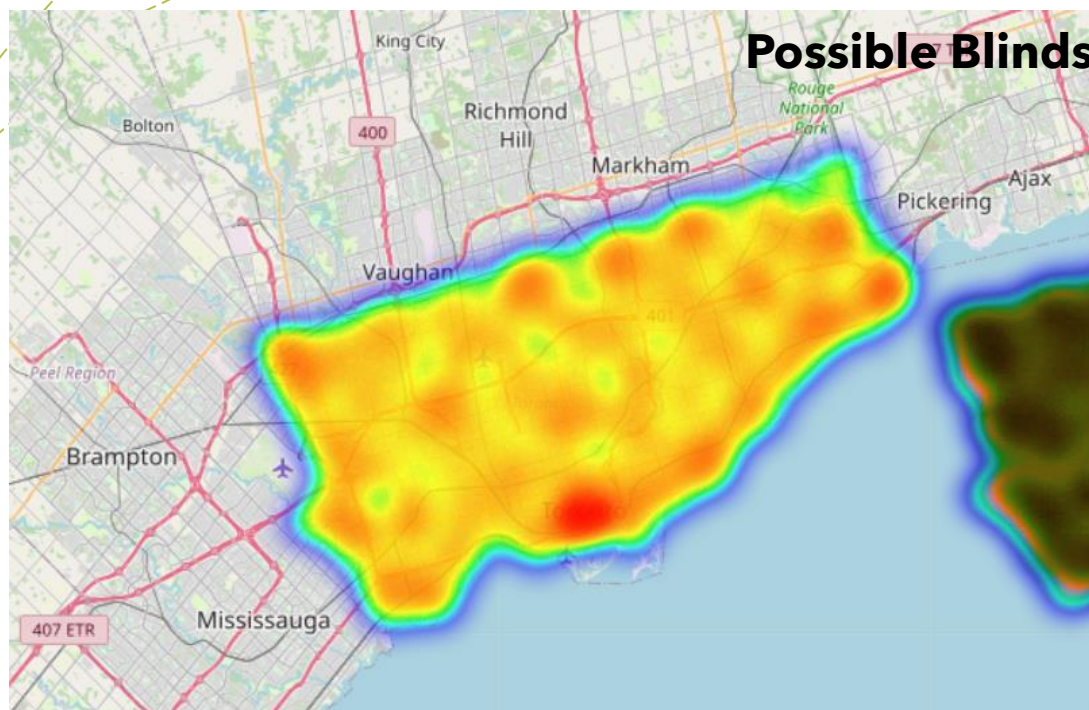 Possible Blinds
King City
Rouge
National
Park
Richmond
Hill
Bolton
400
Markham
Ajax
Pickering
Vaughan
401
Peel Region
Brampton
Toronto
Mississauga
407 ETR